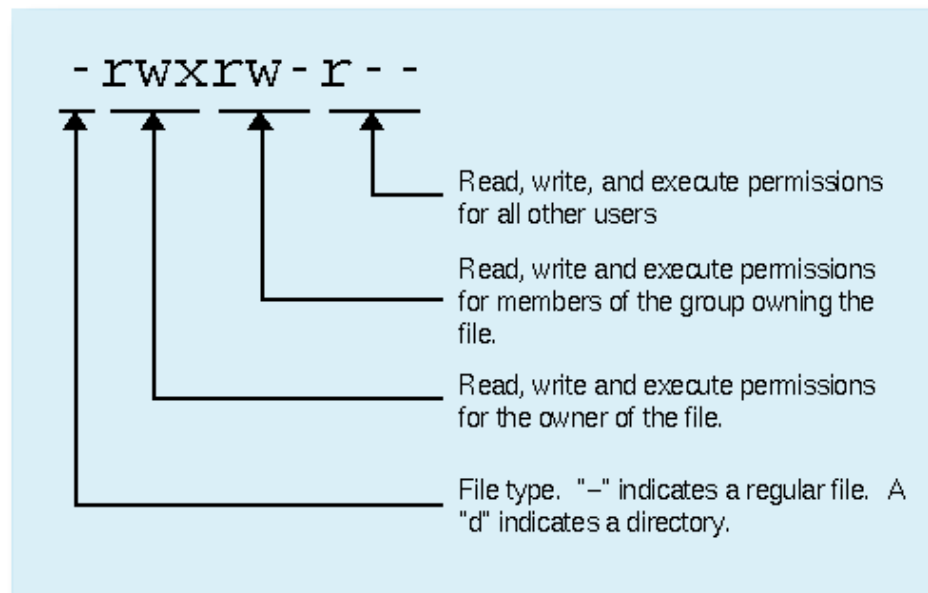 -rwxrw-r--
Read, write, and execute permissions
for all other users
Read, write and execute permissions
for members of the group owning the
file.
Read, write and execute permissions
for the owner of the file.
File type. "–" indicates a regular file. A
"d" indicates a directory.